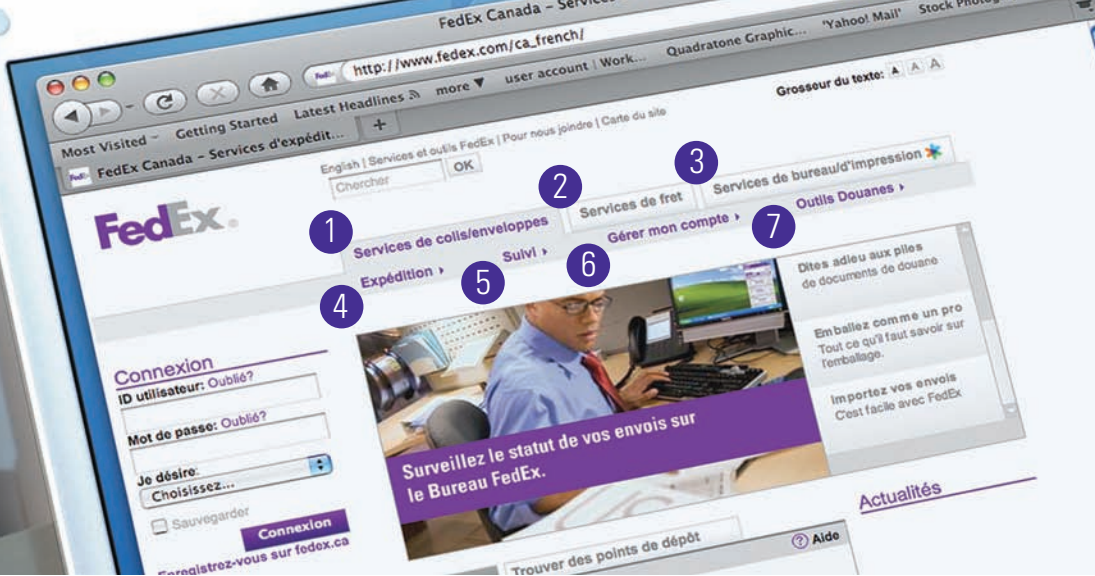 FedEx Canada - Services
http://www.fedex.com/ca_french/
Most Visited Getting Started Latest Headlines more user account | Work... Quadratone Graphic... "Yahoo! Mail" Stock
FedEx Canada - Services d'expédit...
Grosseur du texte: A A A
English | Services et outils FedEx | Pour nous joindre | Carte du site
Chercher OK
FedEx®
1 Services de colis/enveloppes 2 Services de fret 3 Services de bureau/d'impression
4 Expédition 5 Suivi 6 Gérer mon compte 7 Outils Douanes
Connexion
ID utilisateur: Oublié?
Mot de passe: Oublié?
Je désire:
Choisissez...
Sauvegarder
Connexion
Enregistrez-vous sur fedex.ca
Surveillez le statut de vos envois sur
le Bureau FedEx.
Dites adieu aux piles
de documents de douane
Emballez comme un pro
Tout ce qu'il faut savoir sur
l'emballage.
Importez vos envois
C'est facile avec FedEx
Actualités
Trouver des points de dépôt
? Aide